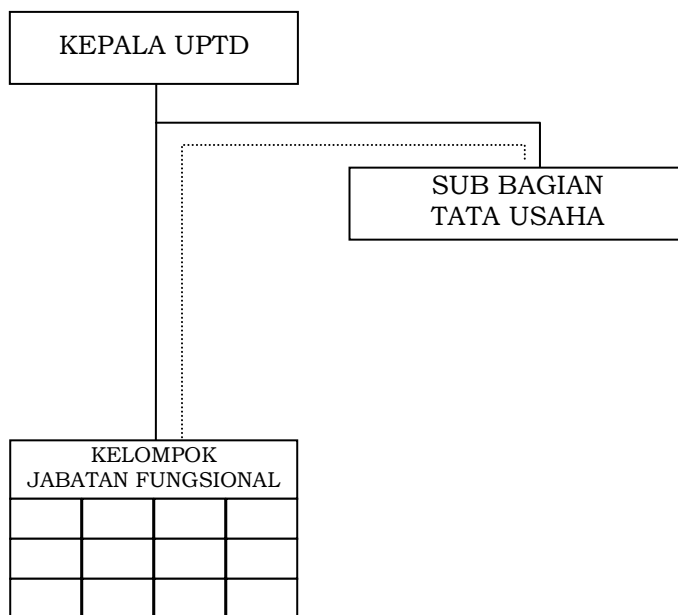 KEPALA UPTD
SUB BAGIAN
TATA USAHA
KELOMPOK
JABATAN FUNGSIONAL